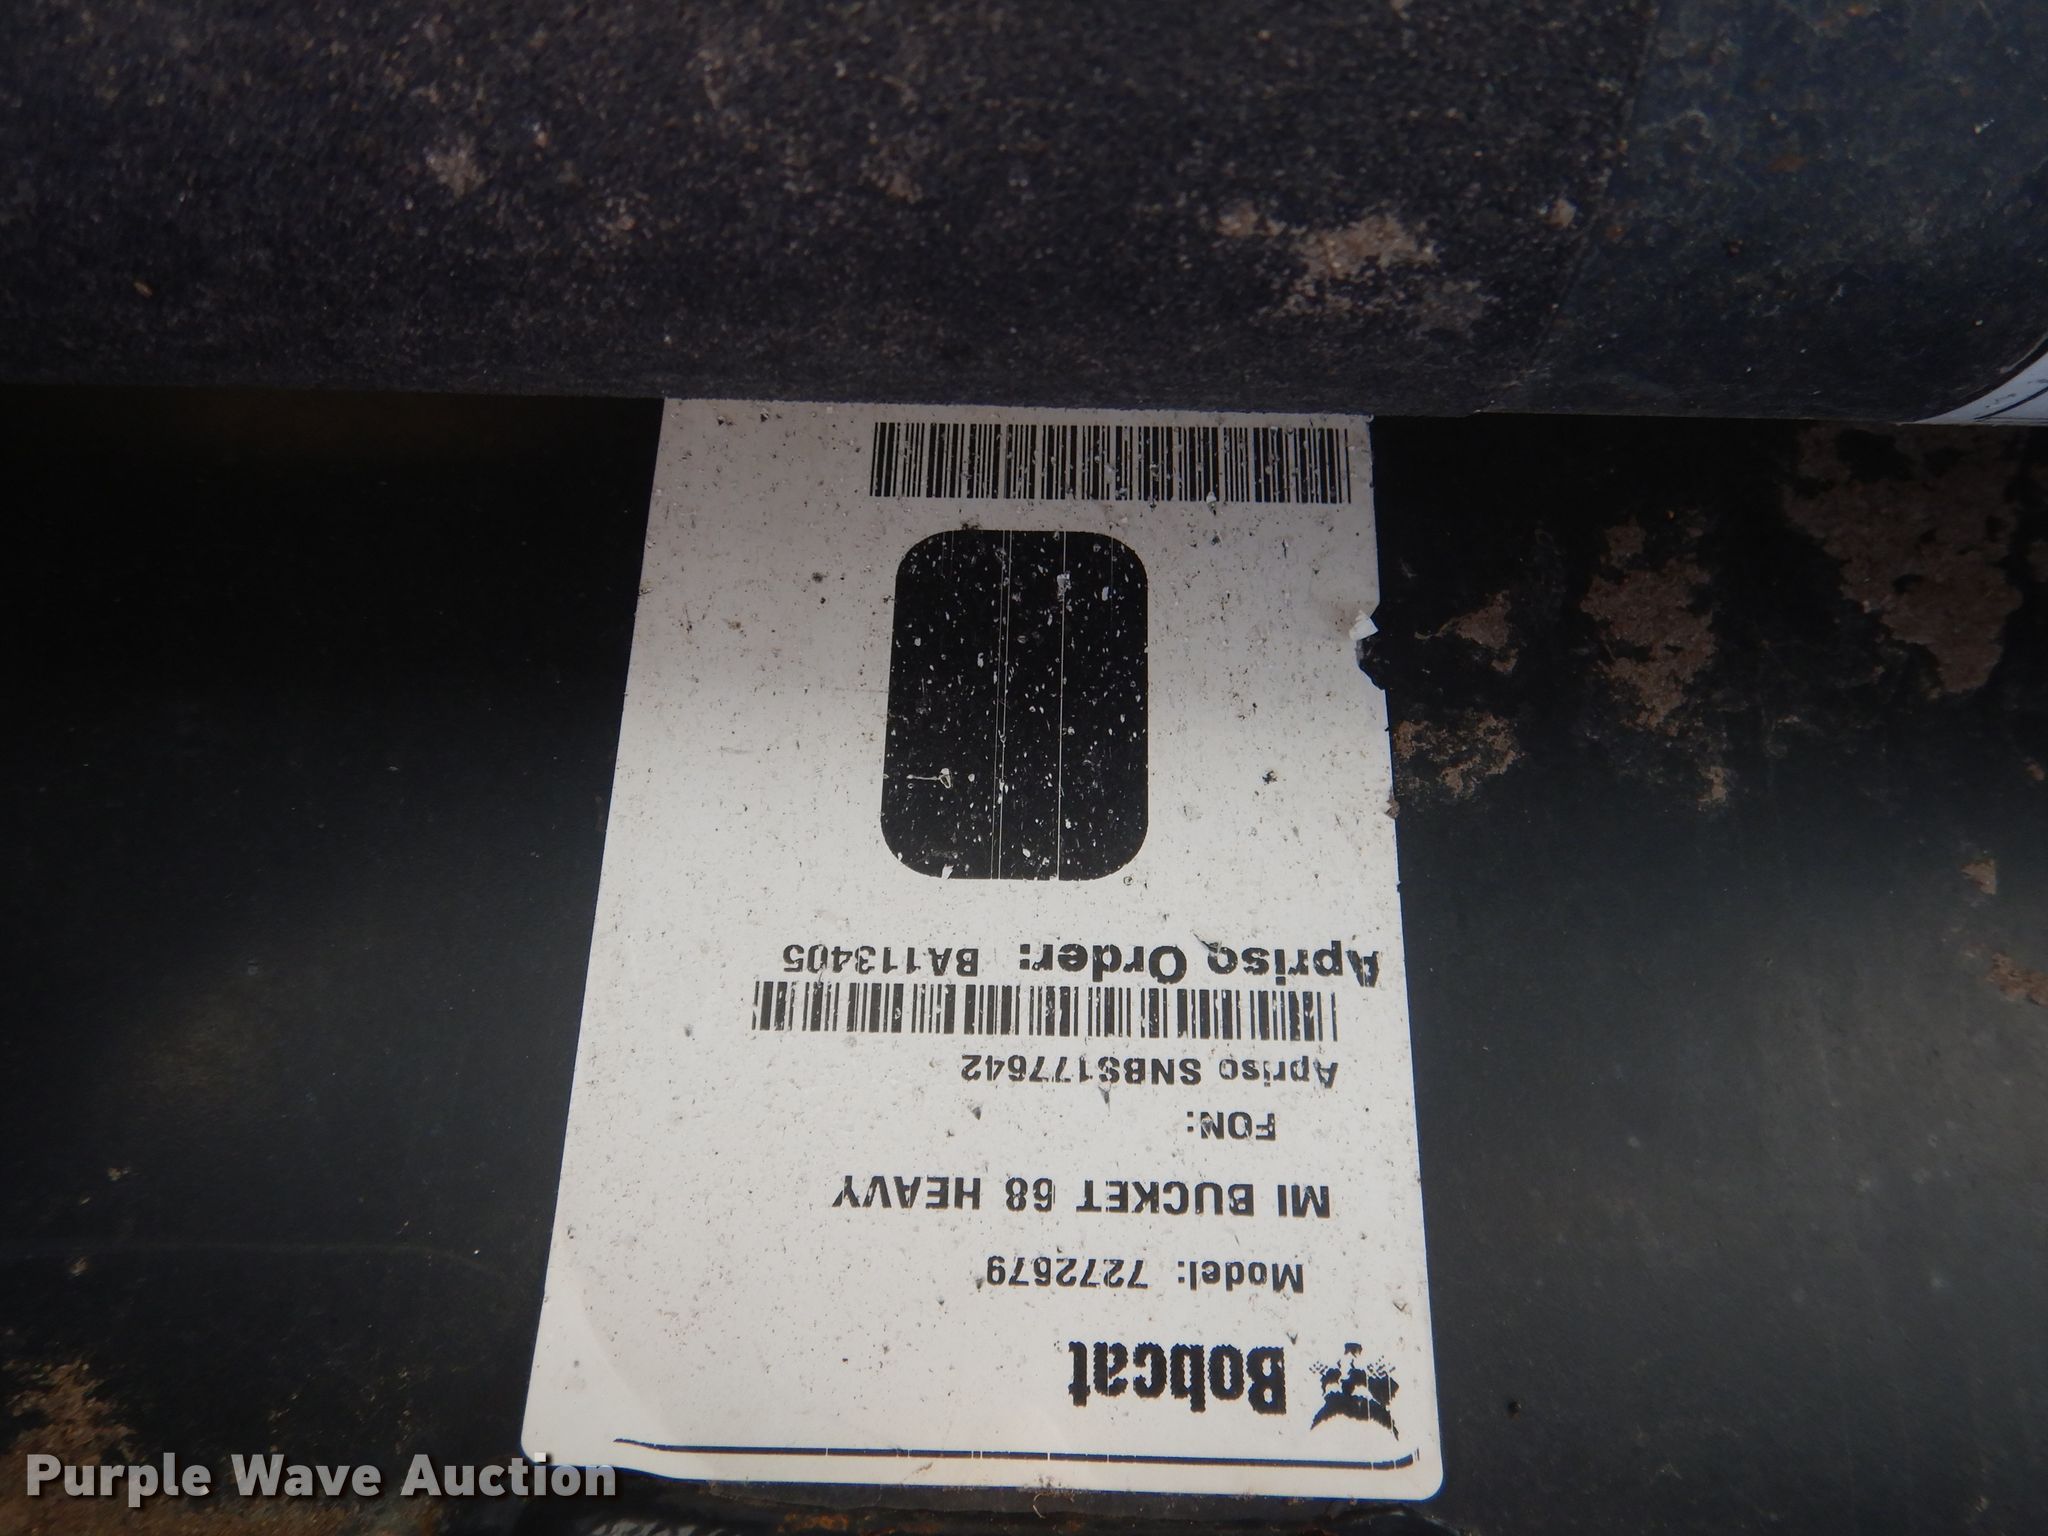 Bobcat
Model: 7272679
MI BUCKET 68 HEAVY
FON:
Apriso SNBS177642
Apriso Order: BA113405
Purple Wave Auction